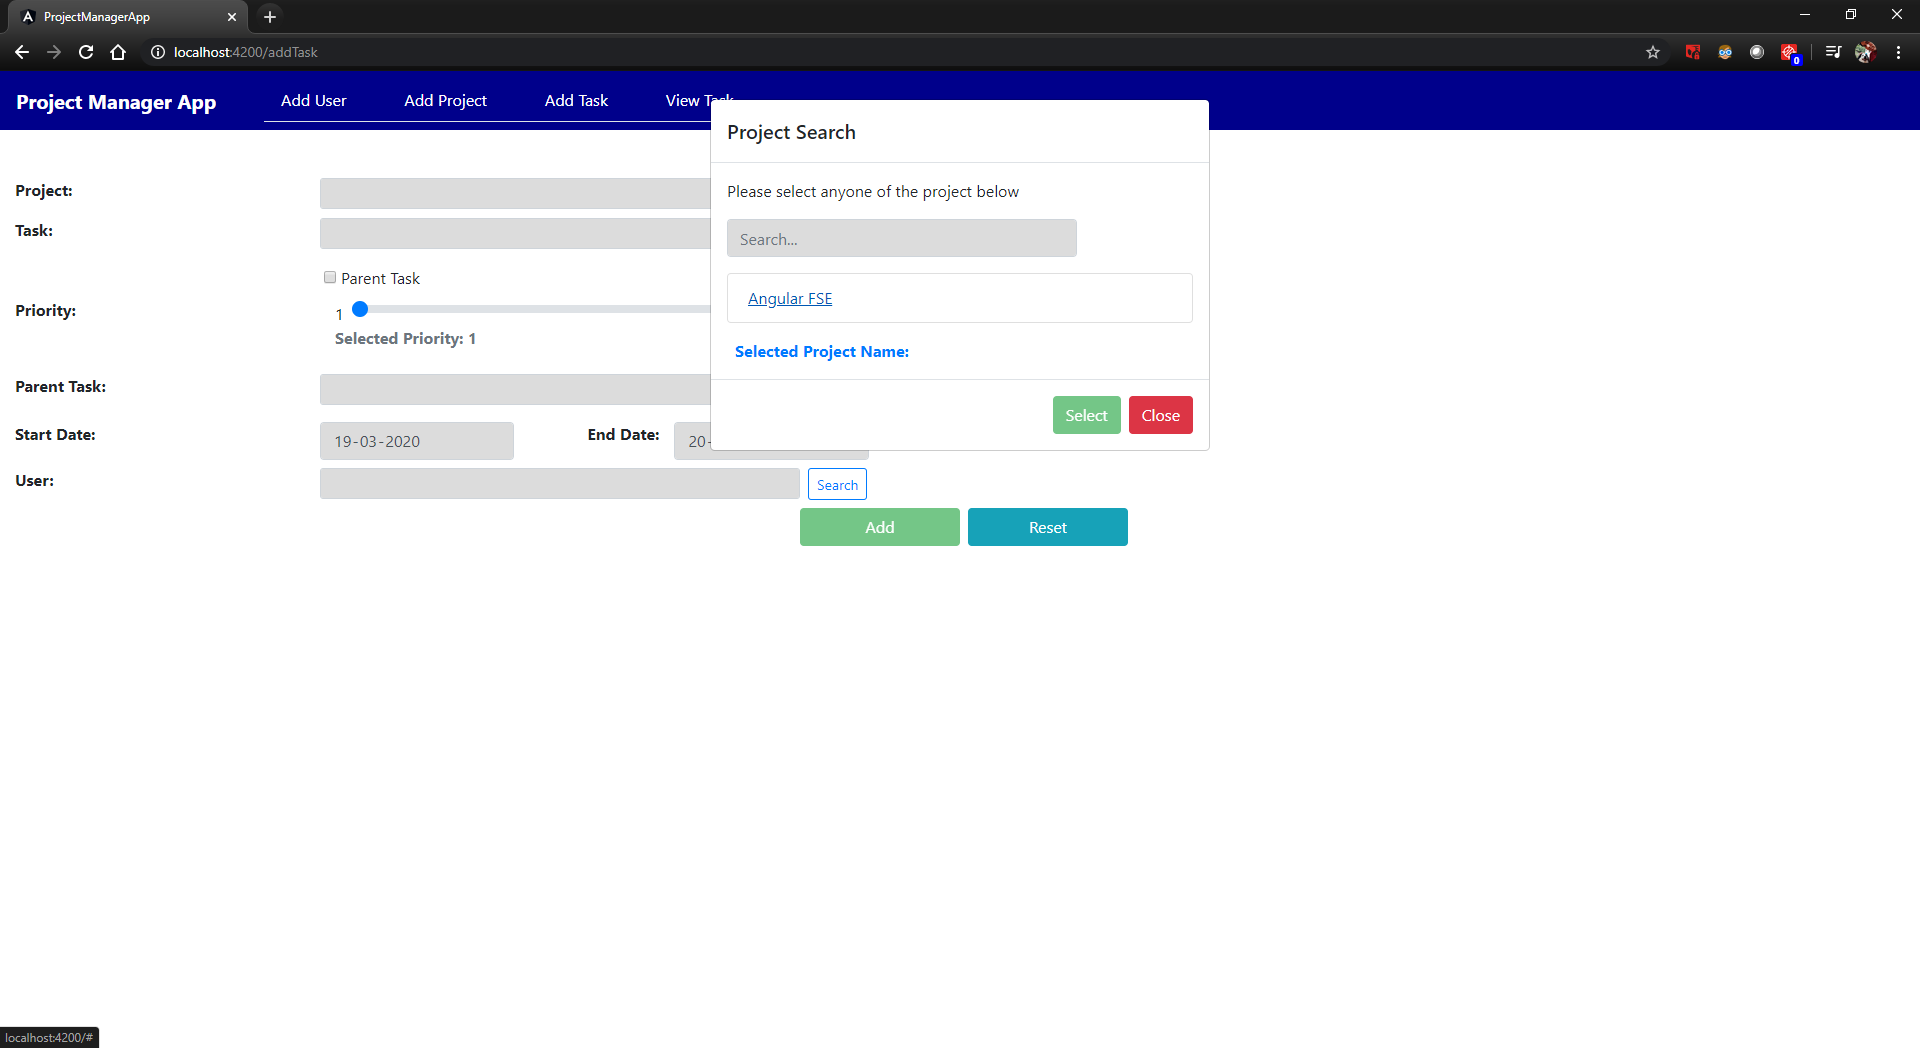 ProjectManagerApp
localhost:4200/addTask
0
Project Manager App Add User Add Project Add Task View Task
Project Search
Please select anyone of the project below
Search...
Angular FSE
Selected Project Name:
Select Close
Project:
Task:
Parent Task
Priority: 1
Selected Priority: 1
Parent Task:
Start Date: 19-03-2020 End Date: 20-
User: Search
Add Reset
localhost:4200/#